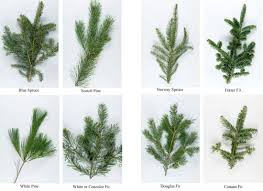 Blue Spruce Scotch Pine Norway Spruce Fraser Fir
White Pine White or Concolor Fir Douglas Fir Canaan Fir